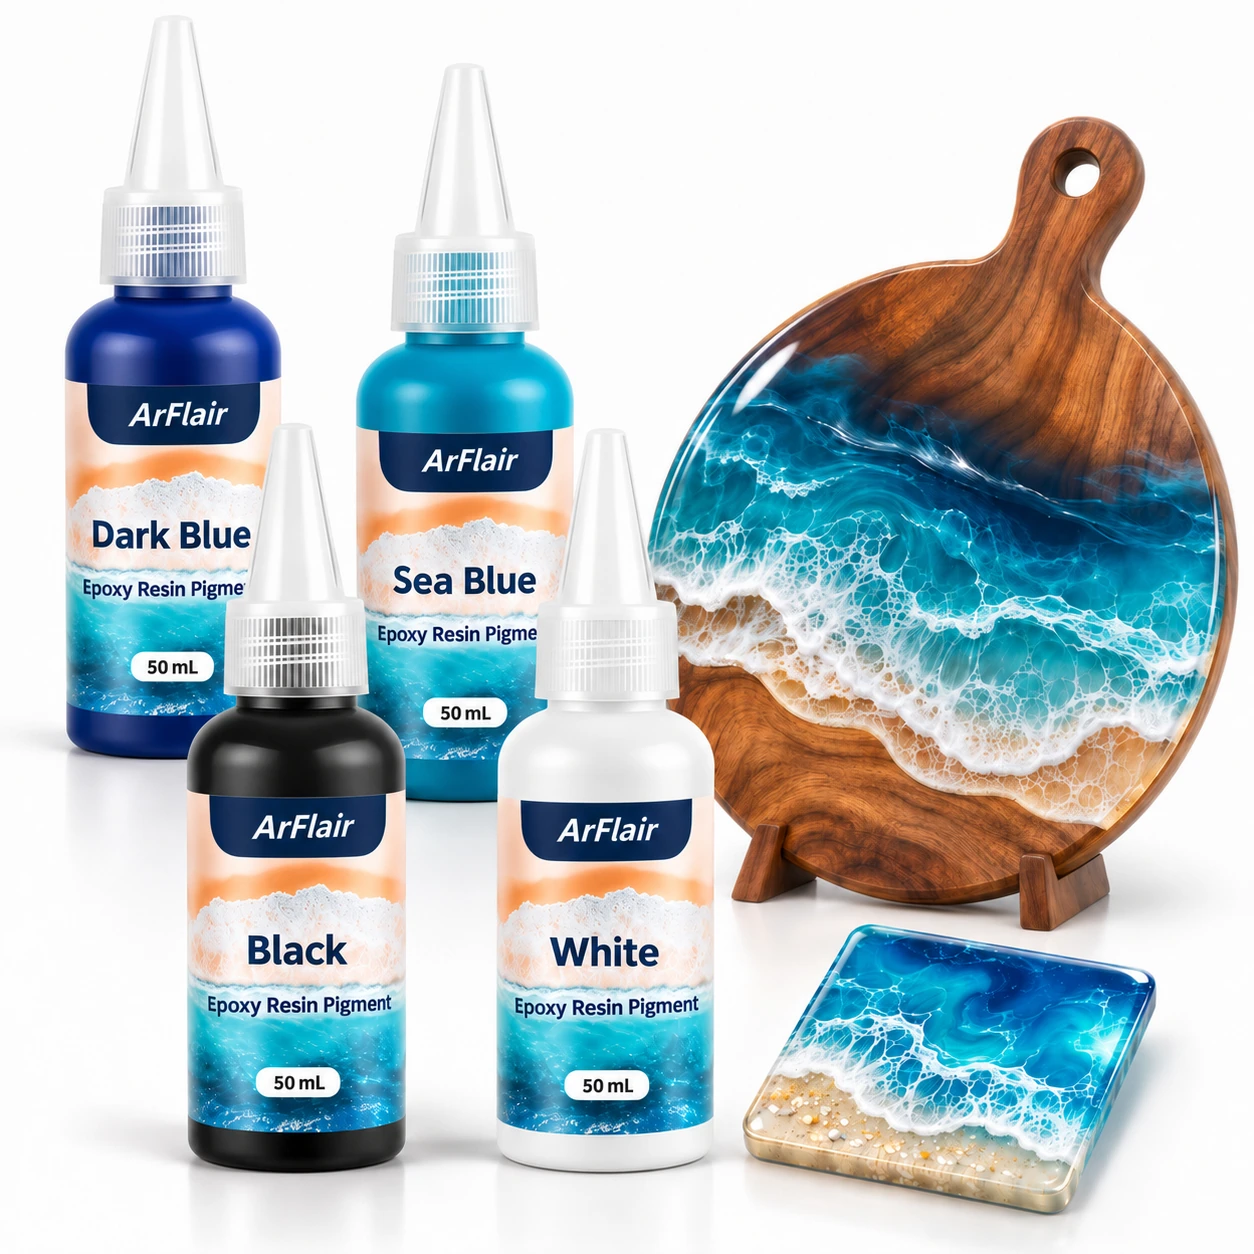 ArFlair
Dark Blue
Epoxy Resin Pigme
50 mL
ArFlair
Sea Blue
Epoxy Resin Pigme
50 mL
ArFlair
Black
Epoxy Resin Pigment
50 mL
ArFlair
White
Epoxy Resin Pigment
50 mL